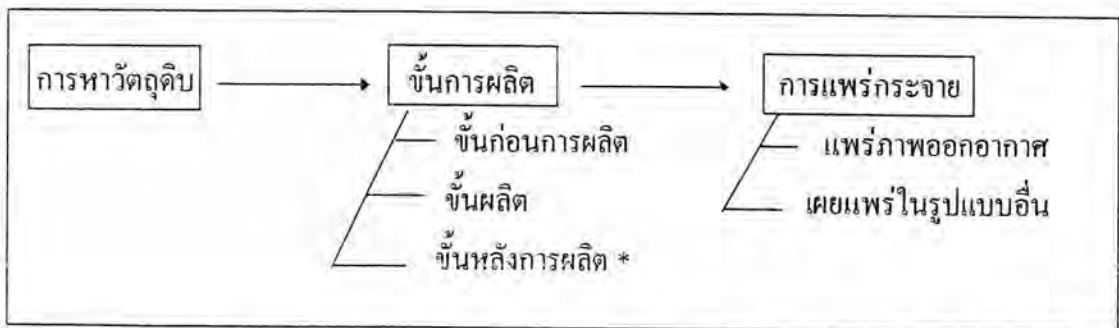 การหาวัตถุดิบ
ขั้นการผลิต
ขั้นก่อนการผลิต
ขั้นผลิต
ขั้นหลังการผลิต *
การแพร่กระจาย
แพร่ภาพออกอากาศ
เผยแพร่ในรูปแบบอื่น